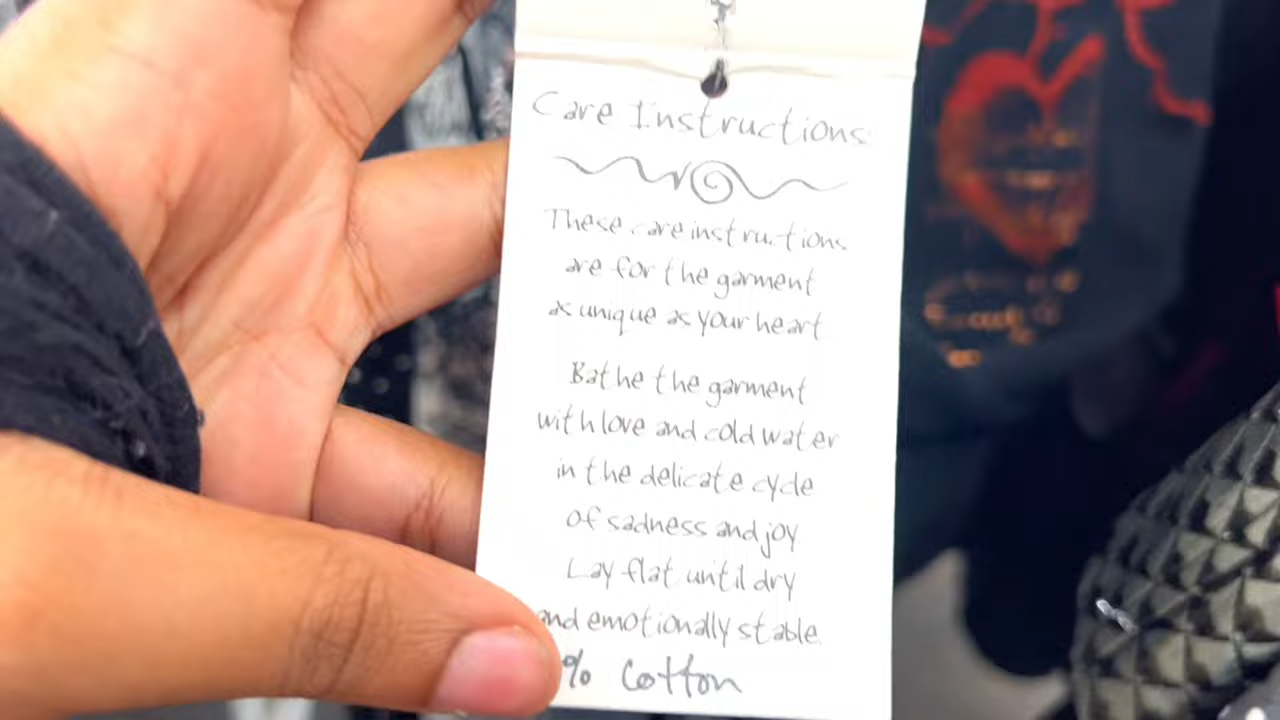 Care Instructions
These care instructions
are for the garment
as unique as your heart
Bathe the garment
with love and cold water
in the delicate cycle
of sadness and joy
Lay flat until dry
and emotionally stable.
% Cotton